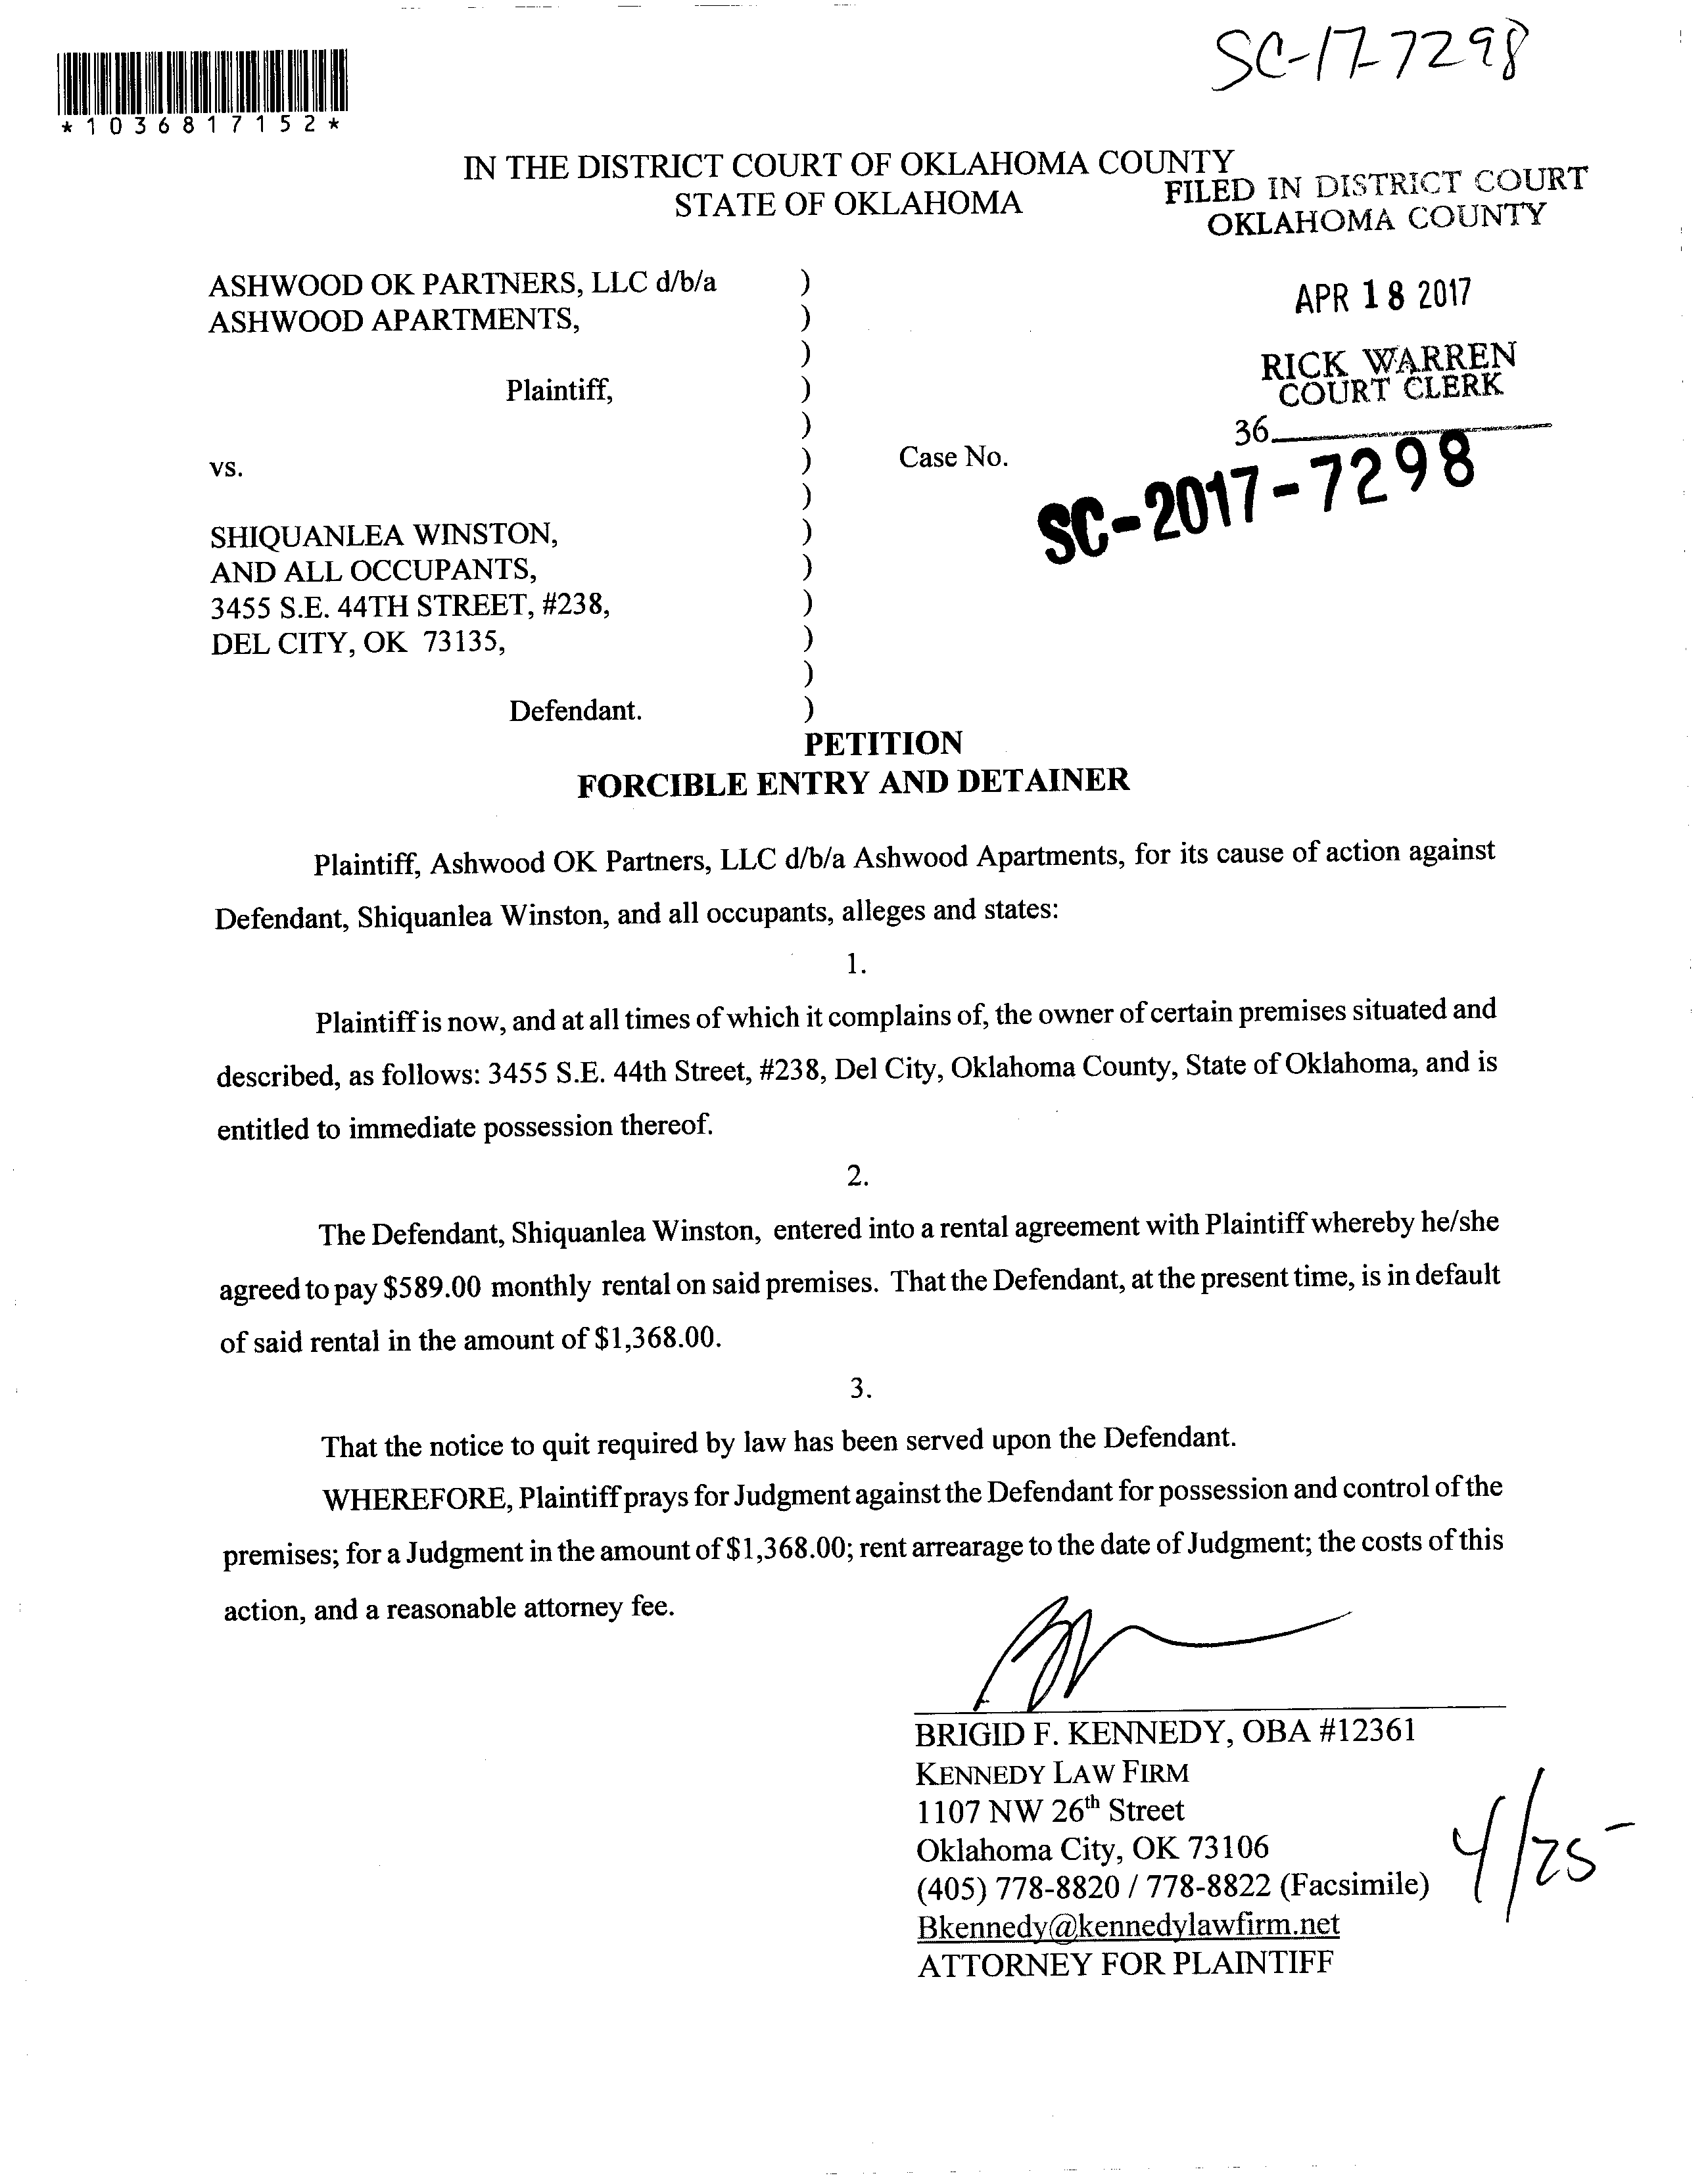 SC-17-7298
*1036817152*
IN THE DISTRICT COURT OF OKLAHOMA COUNTY
STATE OF OKLAHOMA
FILED IN DISTRICT COURT
OKLAHOMA COUNTY
ASHWOOD OK PARTNERS, LLC d/b/a )
ASHWOOD APARTMENTS, )
)
APR 18 2017
RICK WARREN
COURT CLERK
36
Plaintiff, )
)
vs. ) Case No.
SC-2017-7298
)
SHIQUANLEA WINSTON, )
AND ALL OCCUPANTS, )
3455 S.E. 44TH STREET, #238, )
DEL CITY, OK 73135, )
)
Defendant. )
PETITION
FORCIBLE ENTRY AND DETAINER
Plaintiff, Ashwood OK Partners, LLC d/b/a Ashwood Apartments, for its cause of action against
Defendant, Shiquanlea Winston, and all occupants, alleges and states:
1.
Plaintiff is now, and at all times of which it complains of, the owner of certain premises situated and
described, as follows: 3455 S.E. 44th Street, #238, Del City, Oklahoma County, State of Oklahoma, and is
entitled to immediate possession thereof.
2.
The Defendant, Shiquanlea Winston, entered into a rental agreement with Plaintiff whereby he/she
agreed to pay $589.00 monthly rental on said premises. That the Defendant, at the present time, is in default
of said rental in the amount of $1,368.00.
3.
That the notice to quit required by law has been served upon the Defendant.
WHEREFORE, Plaintiff prays for Judgment against the Defendant for possession and control of the
premises; for a Judgment in the amount of $1,368.00; rent arrearage to the date of Judgment; the costs of this
action, and a reasonable attorney fee.
BRIGID F. KENNEDY, OBA #12361
KENNEDY LAW FIRM
1107 NW 26th Street
Oklahoma City, OK 73106
(405) 778-8820 / 778-8822 (Facsimile)
Bkennedy@kennedylawfirm.net
ATTORNEY FOR PLAINTIFF
4/25